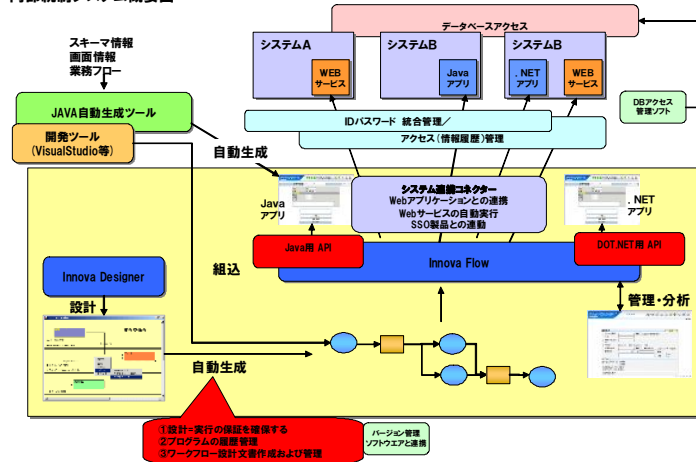 内部統制システム概要図
データベースアクセス
スキーマ情報
画面情報
業務フロー
システムA
システムB
システムB
WEB
サービス
Java
アプリ
. NET
アプリ
WEB
サービス
DBアクセス
管理ソフト
JAVA自動生成ツール
開発ツール
(VisualStudio等)
IDパスワード 統合管理／
アクセス(情報履歴)管理
自動生成
Java
アプリ
システム連携コネクター
Webアプリケーションとの連携
Webサービスの自動実行
SSO製品との連動
. NET
アプリ
Java用 API
DOT.NET用 API
組込
Innova Flow
Innova Designer
設計
管理・分析
自動生成
①設計=実行の保証を確保する
②プログラムの履歴管理
③ワークフロー設計文書作成および管理
バージョン管理
ソフトウエアと連携